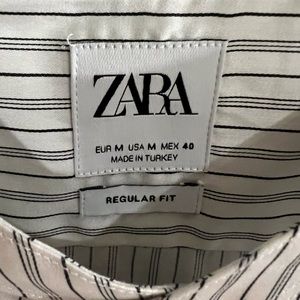 ZARA
EUR M USA M MEX 40
MADE IN TURKEY
REGULAR FIT